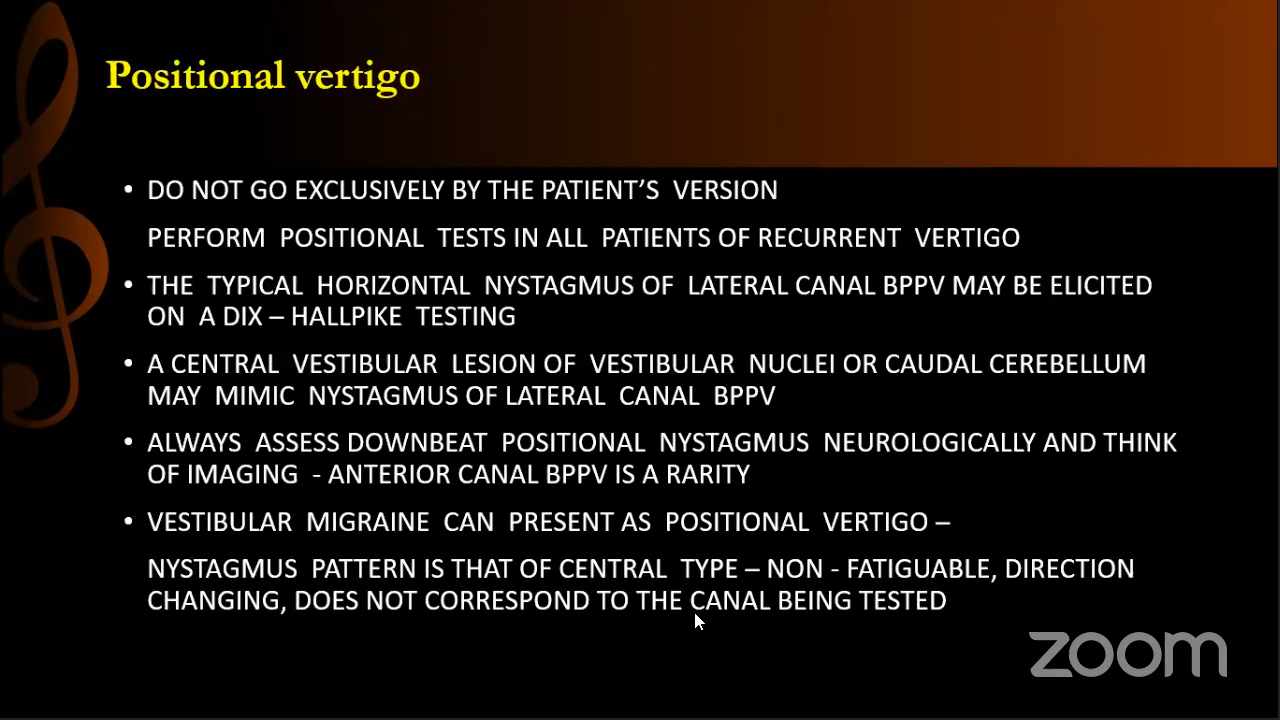 Positional vertigo
• DO NOT GO EXCLUSIVELY BY THE PATIENT’S VERSION
PERFORM POSITIONAL TESTS IN ALL PATIENTS OF RECURRENT VERTIGO
• THE TYPICAL HORIZONTAL NYSTAGMUS OF LATERAL CANAL BPPV MAY BE ELICITED
ON A DIX – HALLPIKE TESTING
• A CENTRAL VESTIBULAR LESION OF VESTIBULAR NUCLEI OR CAUDAL CEREBELLUM
MAY MIMIC NYSTAGMUS OF LATERAL CANAL BPPV
• ALWAYS ASSESS DOWNBEAT POSITIONAL NYSTAGMUS NEUROLOGICALLY AND THINK
OF IMAGING - ANTERIOR CANAL BPPV IS A RARITY
• VESTIBULAR MIGRAINE CAN PRESENT AS POSITIONAL VERTIGO –
NYSTAGMUS PATTERN IS THAT OF CENTRAL TYPE – NON - FATIGUABLE, DIRECTION
CHANGING, DOES NOT CORRESPOND TO THE CANAL BEING TESTED
zoom